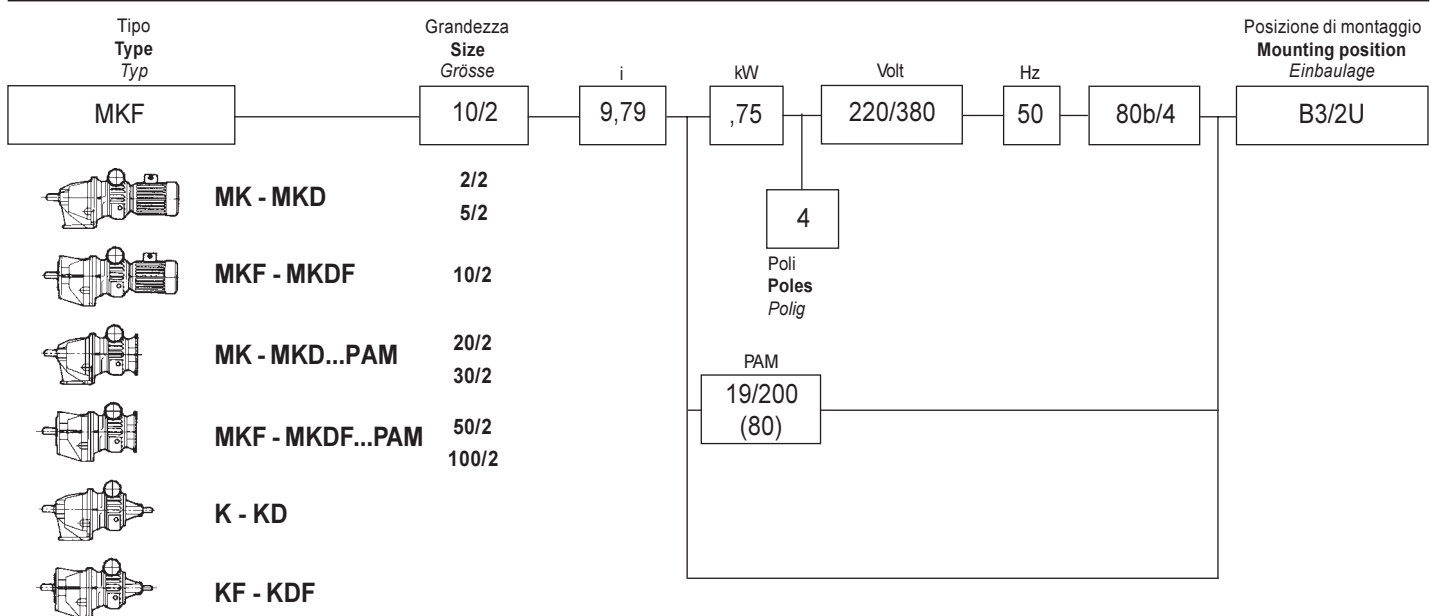 Tipo
Type
Typ
Grandezza
Size
Grösse
i
kW
Volt
Hz
Posizione di montaggio
Mounting position
Einbaulage
MKF
10/2
9,79
,75
220/380
50
80b/4
B3/2U
4
Poli
Poles
Polig
PAM
19/200
(80)
MK - MKD
2/2
5/2
MKF - MKDF
10/2
MK - MKD...PAM
20/2
30/2
MKF - MKDF...PAM
50/2
100/2
K - KD
KF - KDF